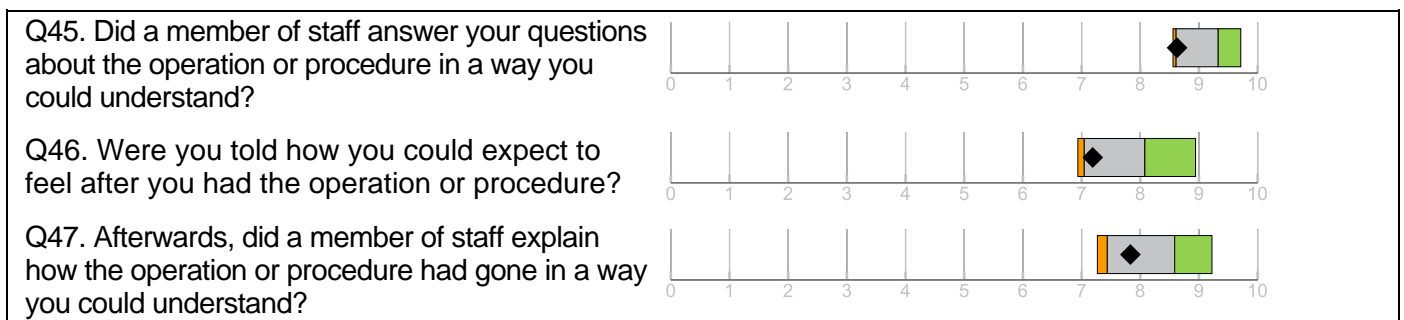 Q45. Did a member of staff answer your questions
about the operation or procedure in a way you
could understand?
0 1 2 3 4 5 6 7 8 9 10
Q46. Were you told how you could expect to
feel after you had the operation or procedure?
0 1 2 3 4 5 6 7 8 9 10
Q47. Afterwards, did a member of staff explain
how the operation or procedure had gone in a way
you could understand?
0 1 2 3 4 5 6 7 8 9 10